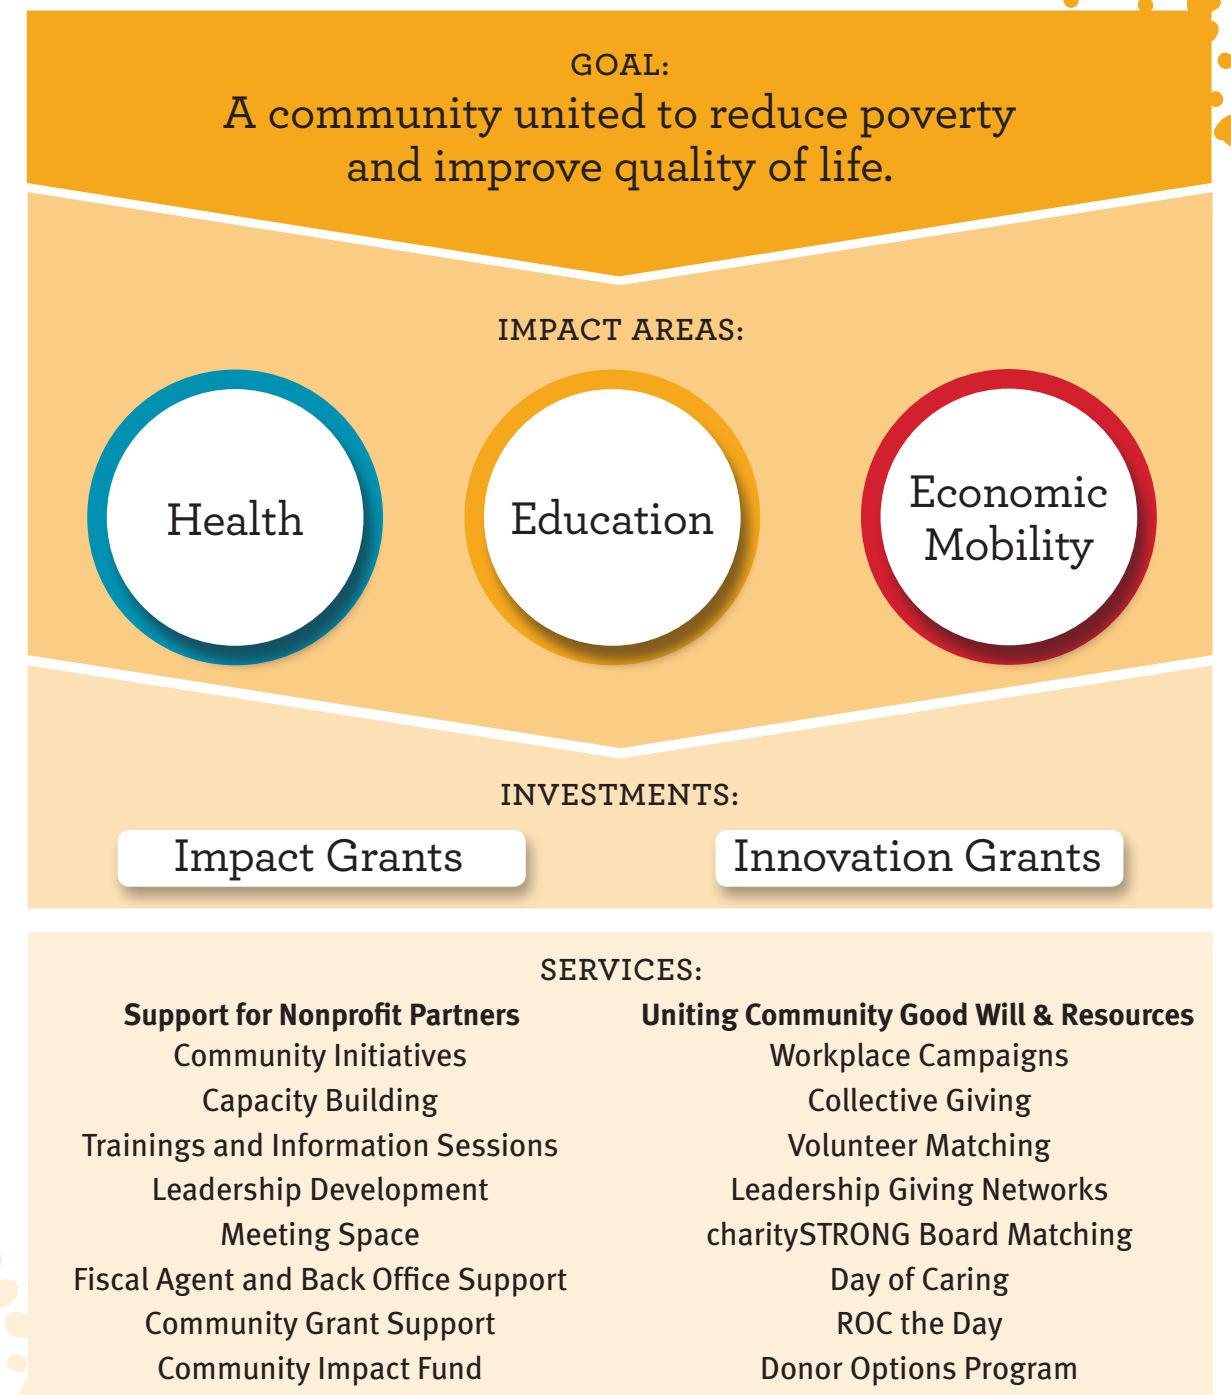 GOAL:
A community united to reduce poverty
and improve quality of life.
IMPACT AREAS:
Health
Education
Economic
Mobility
INVESTMENTS:
Impact Grants
Innovation Grants
SERVICES:
Support for Nonprofit Partners
Community Initiatives
Capacity Building
Trainings and Information Sessions
Leadership Development
Meeting Space
Fiscal Agent and Back Office Support
Community Grant Support
Community Impact Fund
Uniting Community Good Will & Resources
Workplace Campaigns
Collective Giving
Volunteer Matching
Leadership Giving Networks
charitySTRONG Board Matching
Day of Caring
ROC the Day
Donor Options Program